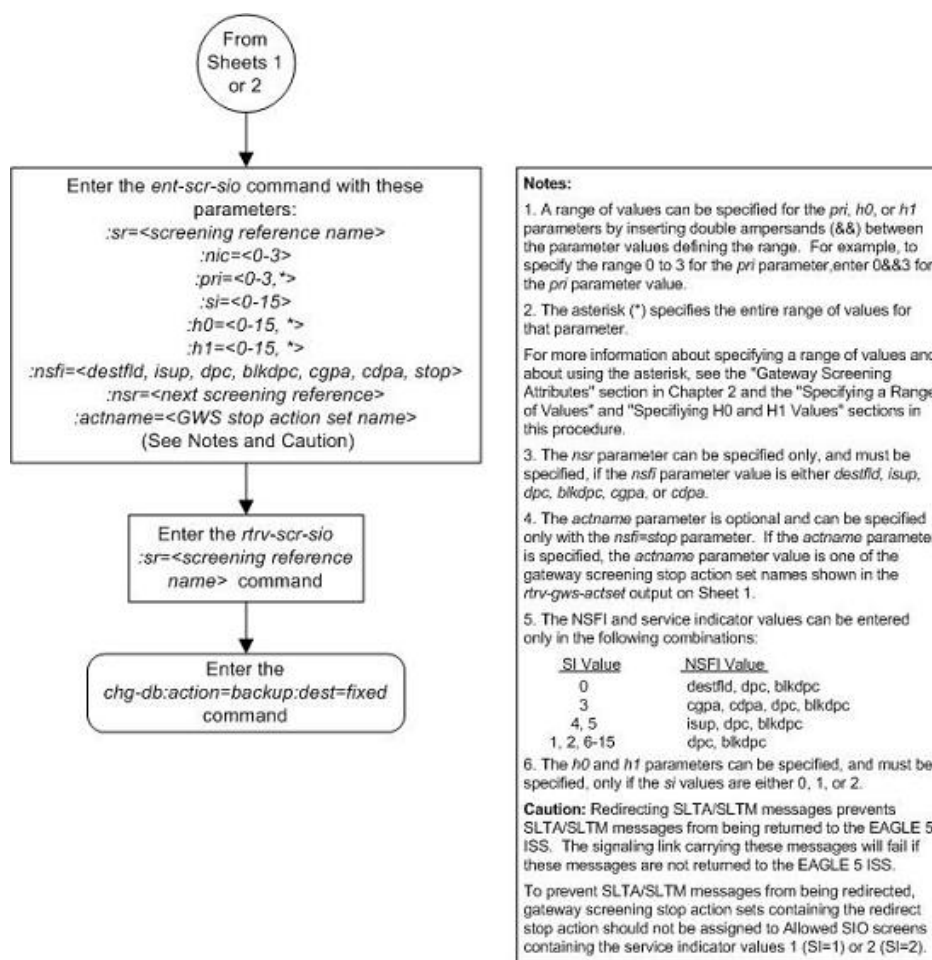 From
Sheets 1
or 2
Enter the ent-scr-sio command with these
parameters:
:sr=<screening reference name>
:nic=<0-3>
:pri=<0-3,*>
:si=<0-15>
:h0=<0-15, *>
:h1=<0-15, *>
:nsfi=<destfld, isup, dpc, blkdpc, cgpa, cdpa, stop>
:nsr=<next screening reference>
:actname=<GWS stop action set name>
(See Notes and Caution)
Enter the rtrv-scr-sio
:sr=<screening reference
name> command
Enter the
chg-db:action=backup:dest=fixed
command
Notes:
1. A range of values can be specified for the pri, h0, or h1
parameters by inserting double ampersands (&&) between
the parameter values defining the range. For example, to
specify the range 0 to 3 for the pri parameter,enter 0&&3 for
the pri parameter value.
2. The asterisk (*) specifies the entire range of values for
that parameter.
For more information about specifying a range of values and
about using the asterisk, see the "Gateway Screening
Attributes" section in Chapter 2 and the "Specifying a Range
of Values" and "Specifiying H0 and H1 Values" sections in
this procedure.
3. The nsr parameter can be specified only, and must be
specified, if the nsfi parameter value is either destfld, isup,
dpc, blkdpc, cgpa, or cdpa.
4. The actname parameter is optional and can be specified
only with the nsfi=stop parameter. If the actname paramete
is specified, the actname parameter value is one of the
gateway screening stop action set names shown in the
rtrv-gws-actset output on Sheet 1.
5. The NSFI and service indicator values can be entered
only in the following combinations:
SI Value NSFI Value
0 destfld, dpc, blkdpc
3 cgpa, cdpa, dpc, blkdpc
4, 5 isup, dpc, blkdpc
1, 2, 6-15 dpc, blkdpc
6. The h0 and h1 parameters can be specified, and must be
specified, only if the si values are either 0, 1, or 2.
Caution: Redirecting SLTA/SLTM messages prevents
SLTA/SLTM messages from being returned to the EAGLE 5
ISS. The signaling link carrying these messages will fail if
these messages are not returned to the EAGLE 5 ISS.
To prevent SLTA/SLTM messages from being redirected,
gateway screening stop action sets containing the redirect
stop action should not be assigned to Allowed SIO screens
containing the service indicator values 1 (SI=1) or 2 (SI=2).